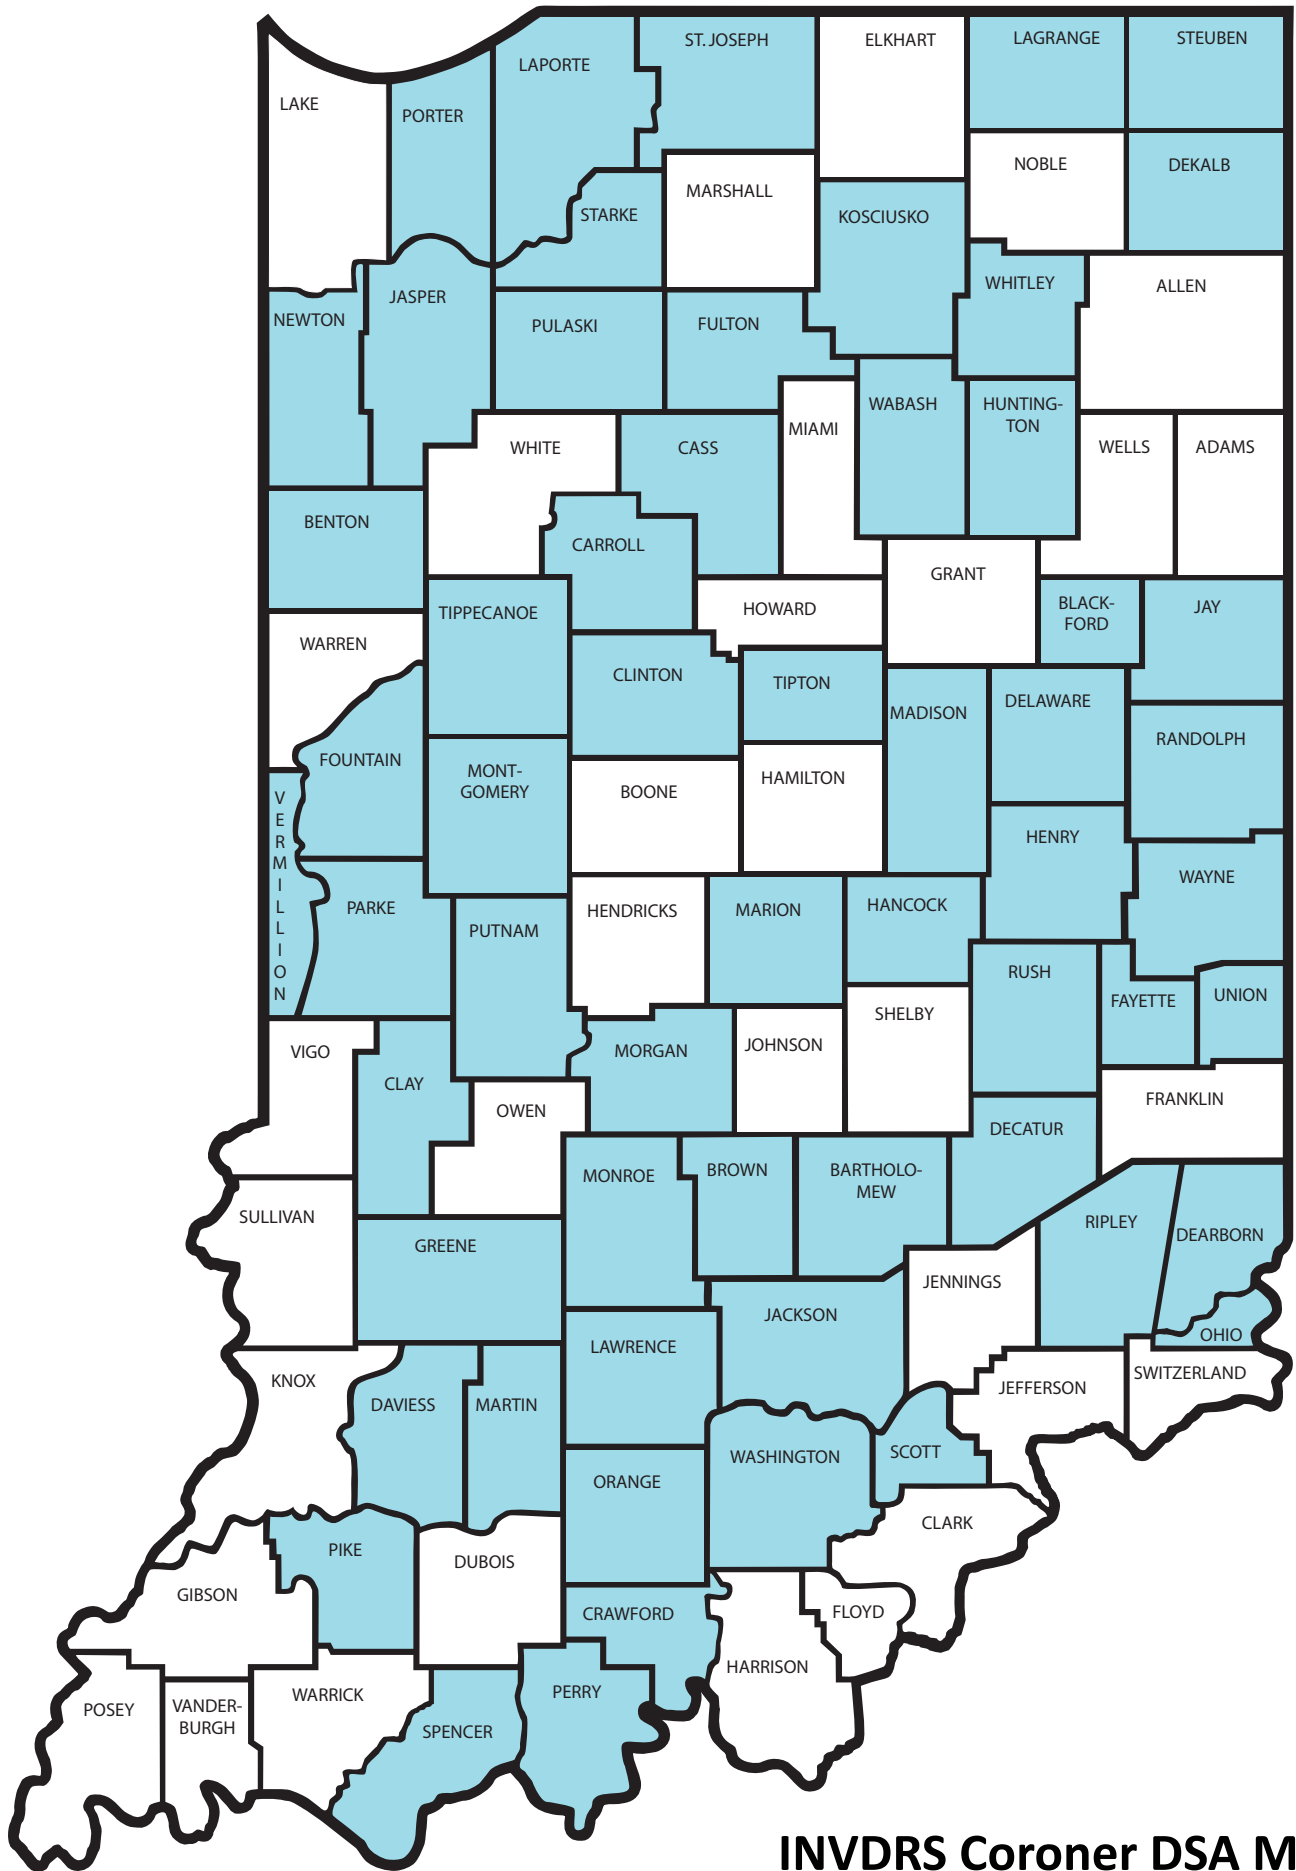 ST. JOSEPH
ELKHART
LAGRANGE
STEUBEN
LAPORTE
LAKE
PORTER
NOBLE
DEKALB
MARSHALL
STARKE
KOSCIUSKO
WHITLEY
ALLEN
JASPER
NEWTON
PULASKI
FULTON
WABASH
HUNTING-
TON
MIAMI
WHITE
CASS
WELLS
ADAMS
BENTON
CARROLL
GRANT
BLACK-
FORD
JAY
TIPPECANOE
HOWARD
WARREN
CLINTON
TIPTON
MADISON
DELAWARE
RANDOLPH
FOUNTAIN
MONT-
GOMERY
BOONE
HAMILTON
V
E
R
M
I
L
L
I
O
N
HENRY
WAYNE
PARKE
PUTNAM
HENDRICKS
MARION
HANCOCK
RUSH
FAYETTE
UNION
VIGO
CLAY
MORGAN
JOHNSON
SHELBY
OWEN
FRANKLIN
DECATUR
MONROE
BROWN
BARTHOLO-
MEW
SULLIVAN
GREENE
RIPLEY
DEARBORN
JENNINGS
JACKSON
OHIO
LAWRENCE
KNOX
DAVIESS
MARTIN
JEFFERSON
SWITZERLAND
WASHINGTON
SCOTT
ORANGE
CLARK
PIKE
DUBOIS
GIBSON
CRAWFORD
FLOYD
HARRISON
POSEY
VANDER-
BURGH
WARRICK
PERRY
SPENCER
INVDRS Coroner DSA M